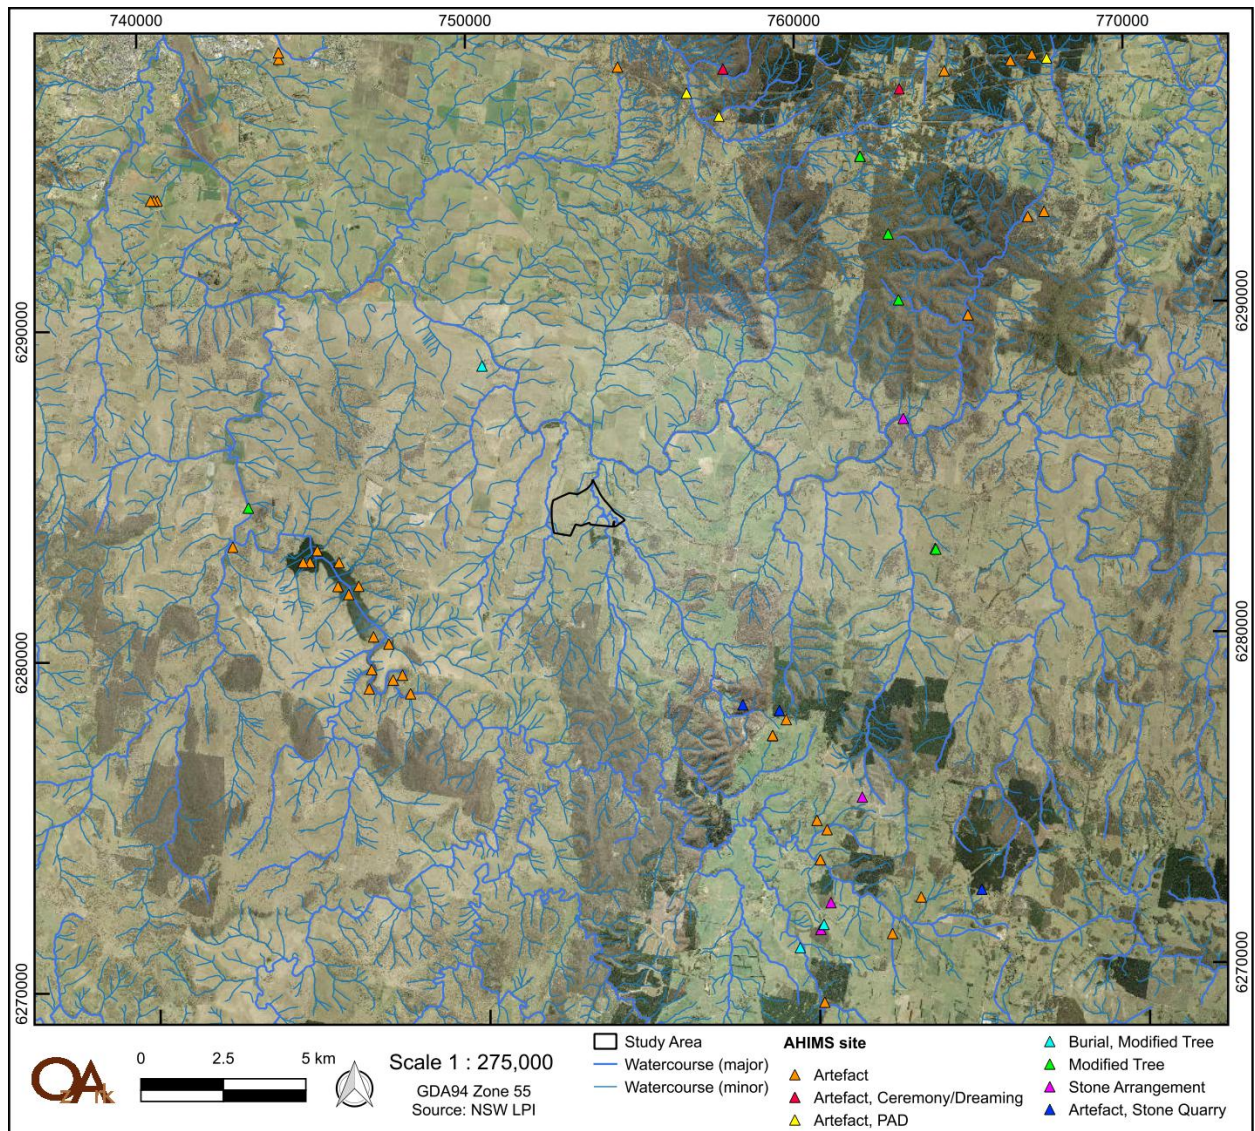 740000 750000 760000 770000
6290000 6290000
6280000 6280000
6270000 6270000
OzArk
0 2.5 5 km
Scale 1 : 275,000
GDA94 Zone 55
Source: NSW LPI
Study Area
Watercourse (major)
Watercourse (minor)
AHIMS site
Artefact
Artefact, Ceremony/Dreaming
Artefact, PAD
Burial, Modified Tree
Modified Tree
Stone Arrangement
Artefact, Stone Quarry